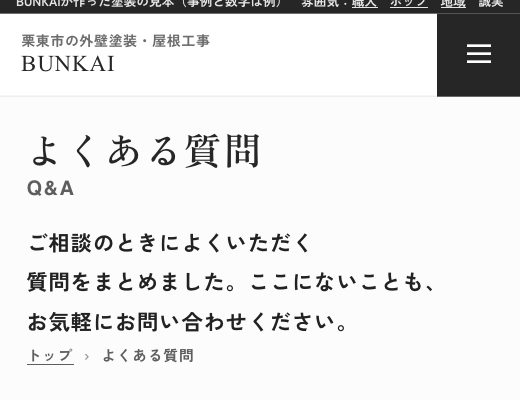 BUNKAIが作った塗装の見本（事例と数字は例） 雰囲気：職人 ポップ 地域 誠実
栗東市の外壁塗装・屋根工事
BUNKAI
よくある質問
Q&A
ご相談のときによくいただく
質問をまとめました。ここにないことも、
お気軽にお問い合わせください。
トップ › よくある質問